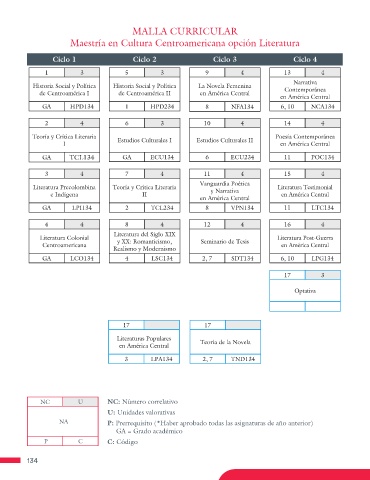 MALLA CURRICULAR
Maestría en Cultura Centroamericana opción Literatura
Ciclo 1 Ciclo 2 Ciclo 3 Ciclo 4
1 3 5 3 9 4 13 4
Historia Social y Política
de Centroamérica I
Historia Social y Política
de Centroamérica II
La Novela Femenina
en América Central
Narrativa
Contemporánea
en América Central
GA HPD134 1 HPD234 8 NFA134 6, 10 NCA134
2 4 6 3 10 4 14 4
Teoría y Crítica Literaria
I
Estudios Culturales I
Estudios Culturales II
Poesía Contemporánea
en América Central
GA TCL134 GA ECU134 6 ECU234 11 POC134
3 4 7 4 11 4 15 4
Literatura Precolombina
e Indígena
Teoría y Crítica Literaria
II
Vanguardia Poética
y Narrativa
en América Central
Literatura Testimonial
en América Central
GA LPI134 2 TCL234 8 VPN134 11 LTC134
4 4 8 4 12 4 16 4
Literatura Colonial
Centroamericana
Literatura del Siglo XIX
y XX: Romanticismo,
Realismo y Modernismo
Seminario de Tesis
Literatura Post-Guerra
en América Central
GA LCO134 4 LSC134 2, 7 SDT134 6, 10 LPG134
17 3
Optativa
17 17
Literaturas Populares
en América Central
Teoría de la Novela
3 LPA134 2, 7 TND134
NC U
NA
P C
NC: Número correlativo
U: Unidades valorativas
P: Prerrequisito (*Haber aprobado todas las asignaturas de año anterior)
GA = Grado académico
C: Código
134